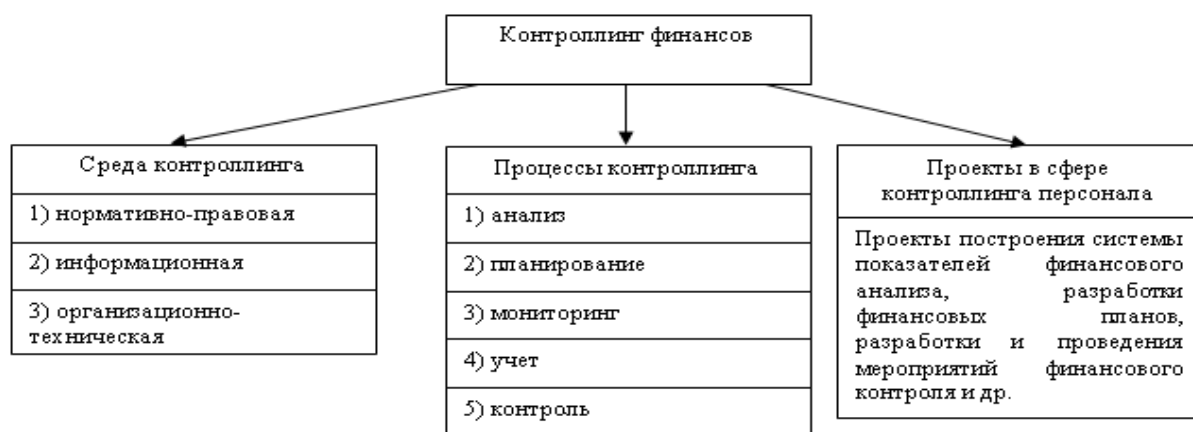 Контроллинг финансов
Среда контроллинга
1) нормативно-правовая
2) информационная
3) организационно-
техническая
Процессы контроллинга
1) анализ
2) планирование
3) мониторинг
4) учет
5) контроль
Проекты в сфере
контроллинга персонала
Проекты построения системы
показателей финансового
анализа, разработки
финансовых планов,
разработки и проведения
мероприятий финансового
контроля и др.